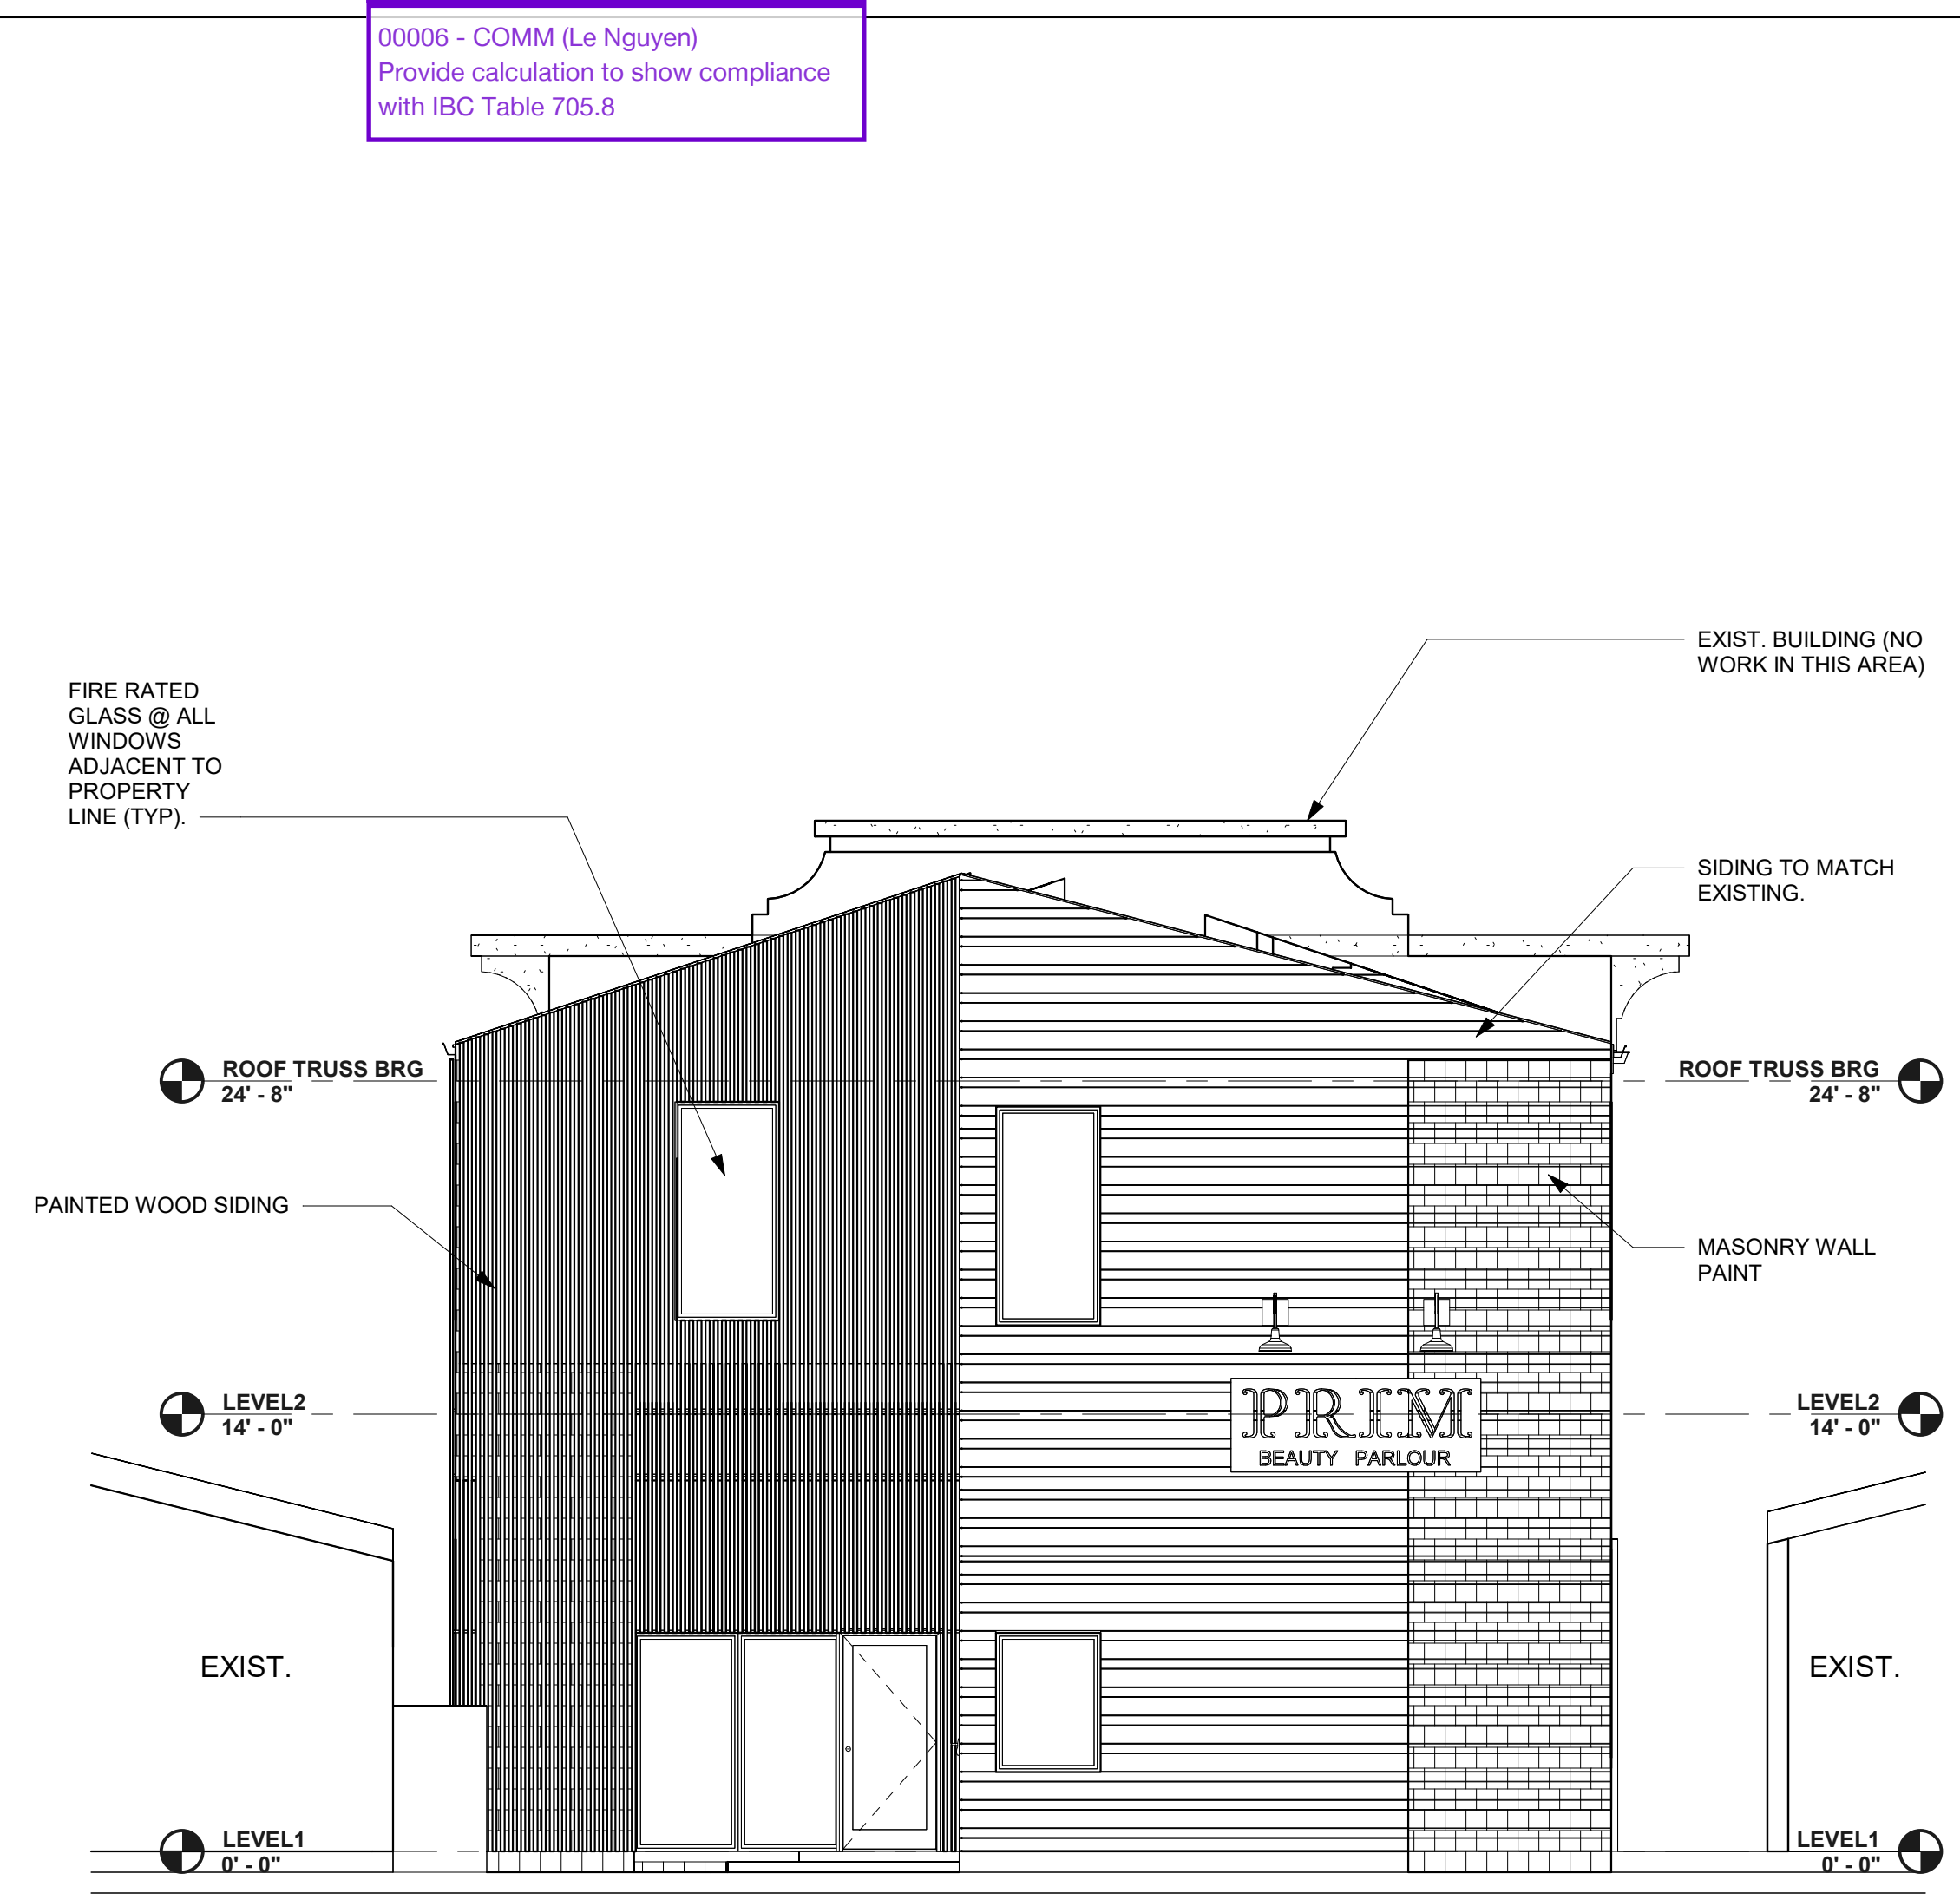 00006 - COMM (Le Nguyen)
Provide calculation to show compliance
with IBC Table 705.8
EXIST. BUILDING (NO
WORK IN THIS AREA)
FIRE RATED
GLASS @ ALL
WINDOWS
ADJACENT TO
PROPERTY
LINE (TYP).
SIDING TO MATCH
EXISTING.
ROOF TRUSS BRG
24' - 8"
ROOF TRUSS BRG
24' - 8"
PAINTED WOOD SIDING
MASONRY WALL
PAINT
LEVEL2
14' - 0"
PRIM
BEAUTY PARLOUR
LEVEL2
14' - 0"
EXIST.
EXIST.
LEVEL1
0' - 0"
LEVEL1
0' - 0"